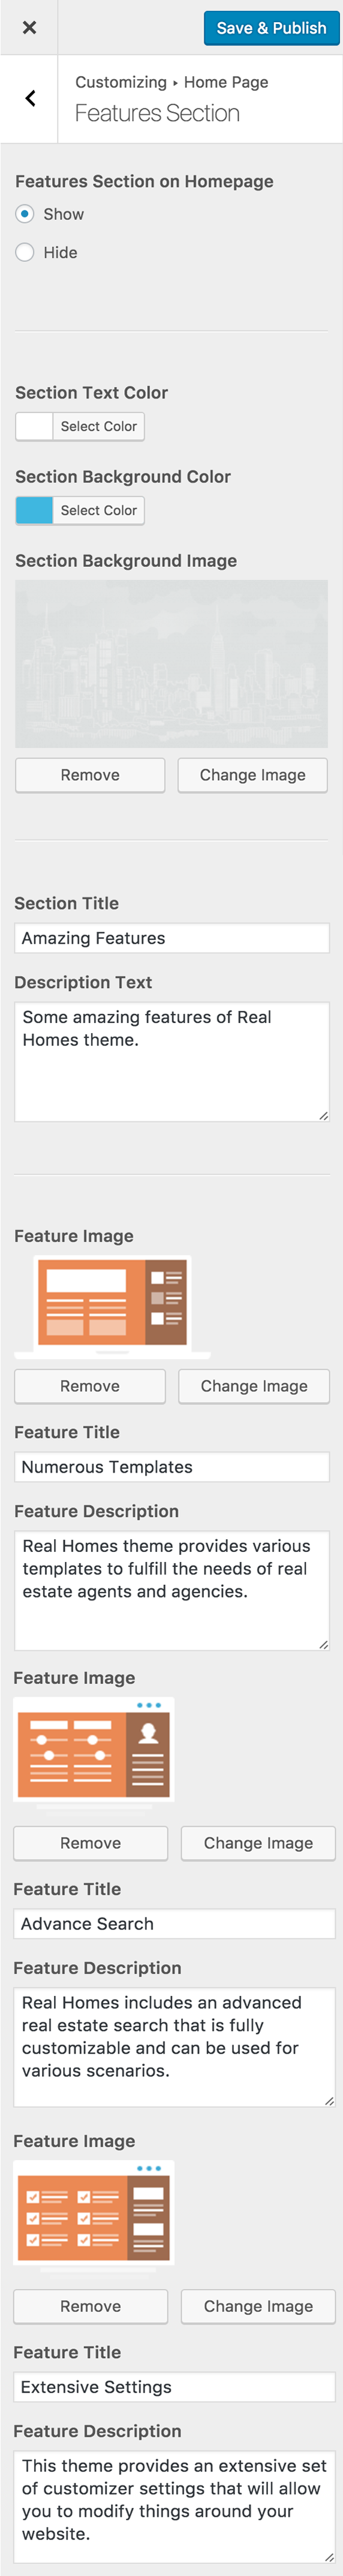 Save & Publish
Customizing ▸ Home Page
Features Section
Features Section on Homepage
Show
Hide
Section Text Color
Select Color
Section Background Color
Select Color
Section Background Image
Remove
Change Image
Section Title
Amazing Features
Description Text
Some amazing features of Real
Homes theme.
Feature Image
Remove
Change Image
Feature Title
Numerous Templates
Feature Description
Real Homes theme provides various
templates to fulfill the needs of real
estate agents and agencies.
Feature Image
Remove
Change Image
Feature Title
Advance Search
Feature Description
Real Homes includes an advanced
real estate search that is fully
customizable and can be used for
various scenarios.
Feature Image
Remove
Change Image
Feature Title
Extensive Settings
Feature Description
This theme provides an extensive set
of customizer settings that will allow
you to modify things around your
website.